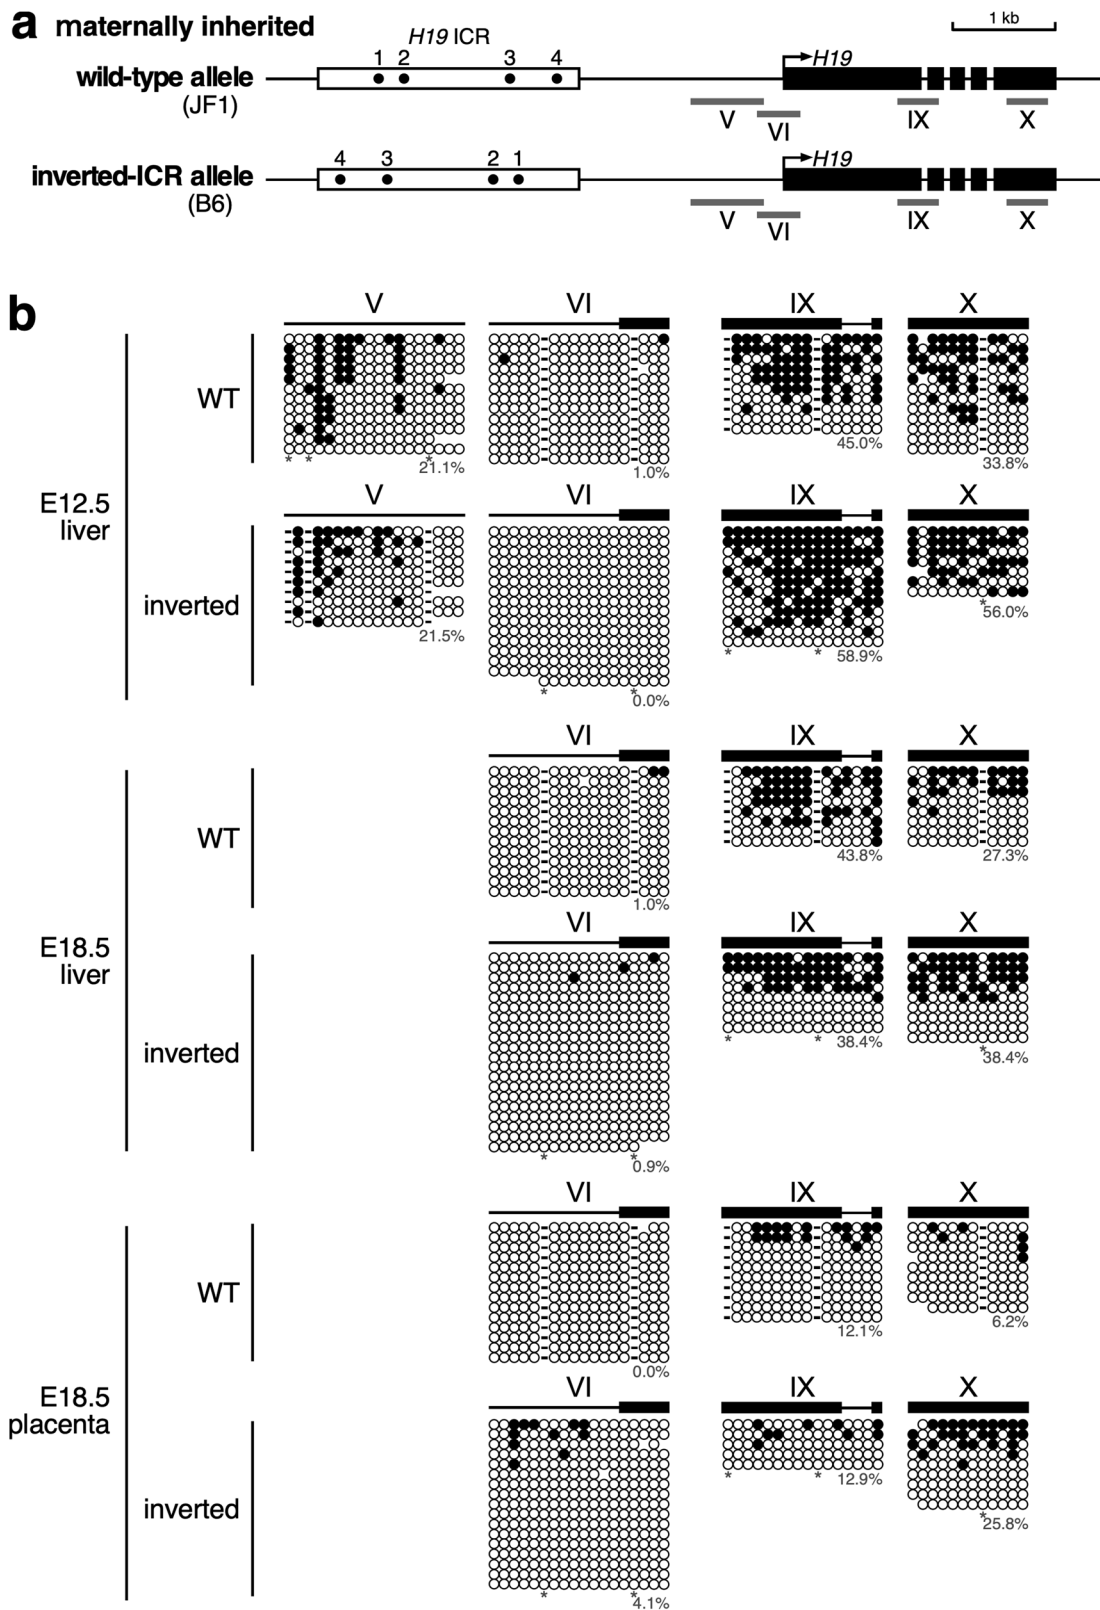 a maternally inherited
1 kb
H19 ICR
1 2 3 4
wild-type allele
H19
(JF1)
V VI IX X
4 3 2 1
inverted-ICR allele
H19
(B6)
V VI IX X
b
V VI IX X
WT
* * * 21.1% 1.0% 45.0% 33.8%
E12.5
liver
V VI IX X
inverted
21.5% * * 0.0% * * 58.9% * 56.0%
VI IX X
WT
1.0% 43.8% 27.3%
E18.5
liver
VI IX X
inverted
* * 0.9% * * 38.4% * 38.4%
VI IX X
WT
0.0% 12.1% 6.2%
E18.5
placenta
VI IX X
inverted
* * 4.1% * * 12.9% * 25.8%